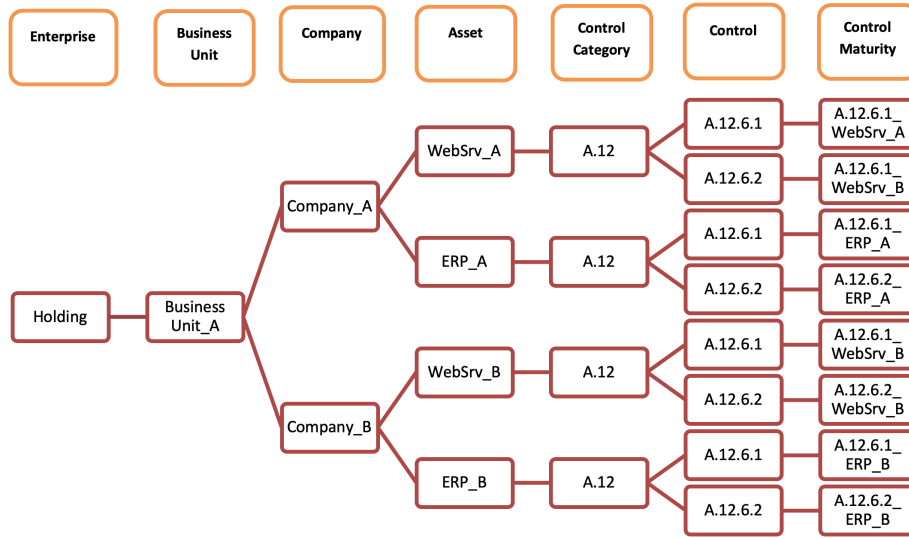 Enterprise
Business
Unit
Company
Asset
Control
Category
Control
Control
Maturity
Holding
Business
Unit_A
Company_A
WebSrv_A
A.12
A.12.6.1
A.12.6.1_
WebSrv_A
A.12.6.2
A.12.6.1_
WebSrv_B
ERP_A
A.12
A.12.6.1
A.12.6.1_
ERP_A
A.12.6.2
A.12.6.2_
ERP_A
Company_B
WebSrv_B
A.12
A.12.6.1
A.12.6.1_
WebSrv_B
A.12.6.2
A.12.6.2_
WebSrv_B
ERP_B
A.12
A.12.6.1
A.12.6.1_
ERP_B
A.12.6.2
A.12.6.2_
ERP_B